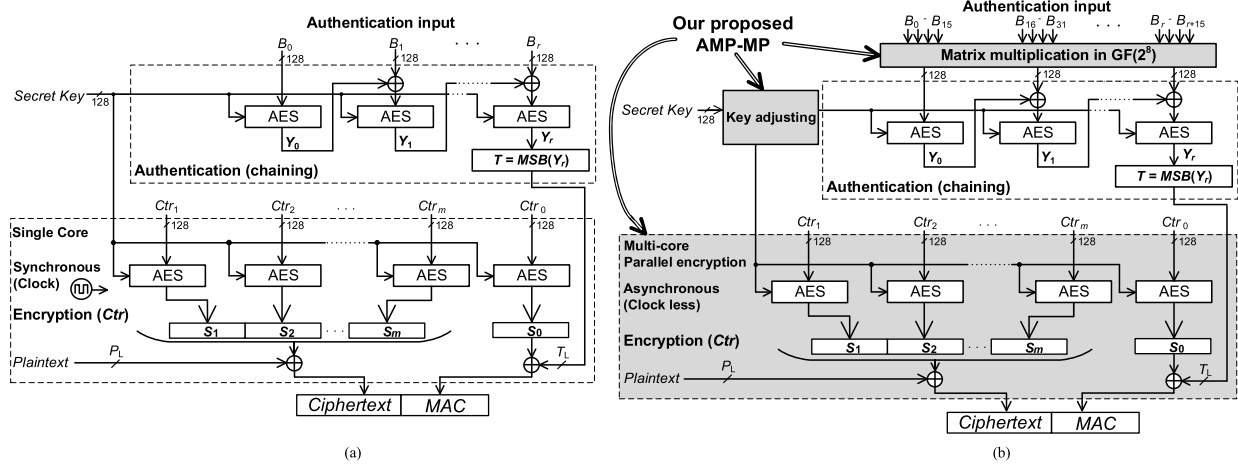 Authentication input
B0 B1 . . . Br
128 128 128
Secret Key 128
AES AES AES
Y0 Y1 Yr
T = MSB(Yr)
Authentication (chaining)
Ctr1 Ctr2 . . . Ctrm Ctr0
128 128 128 128
Single Core
Synchronous
(Clock)
AES AES AES AES
Encryption (Ctr)
S1 S2 . . . Sm S0
Plaintext PL TL
Ciphertext MAC
(a)
Our proposed
AMP-MP
Authentication input
B0 - B15 B16 - B31 . . . Br - Br+15
Matrix multiplication in GF(2⁸)
128 128 128
Secret Key 128
Key adjusting
AES AES AES
Y0 Y1 Yr
T = MSB(Yr)
Authentication (chaining)
Ctr1 Ctr2 . . . Ctrm Ctr0
128 128 128 128
Multi-core
Parallel encryption
Asynchronous
(Clock less)
AES AES AES AES
Encryption (Ctr)
S1 S2 . . . Sm S0
Plaintext PL TL
Ciphertext MAC
(b)